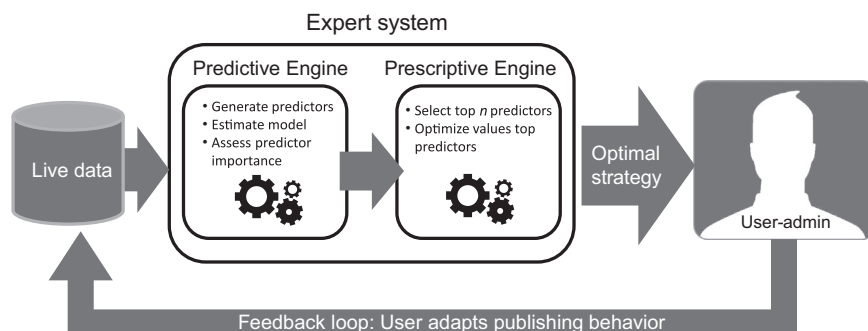 Expert system
Predictive Engine
• Generate predictors
• Estimate model
• Assess predictor
importance
Prescriptive Engine
• Select top n predictors
• Optimize values top
predictors
Live data
Optimal
strategy
User-admin
Feedback loop: User adapts publishing behavior